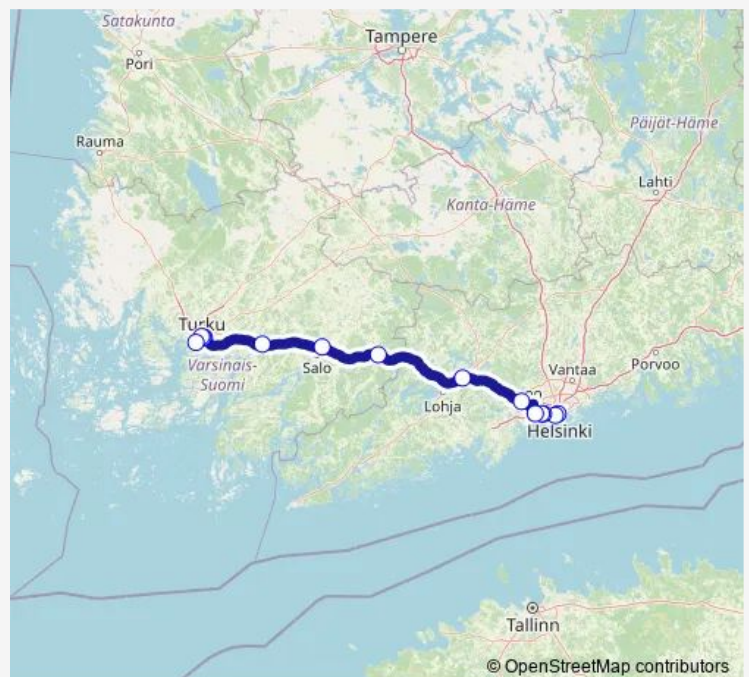 Satakunta
Tampere
Pori
Päijät-Häme
Rauma
Lahti
Kanta-Häme
Turku
Varsinais-
Suomi
Salo
Vantaa
Porvoo
Lohja
Helsinki
Tallinn
© OpenStreetMap contributors